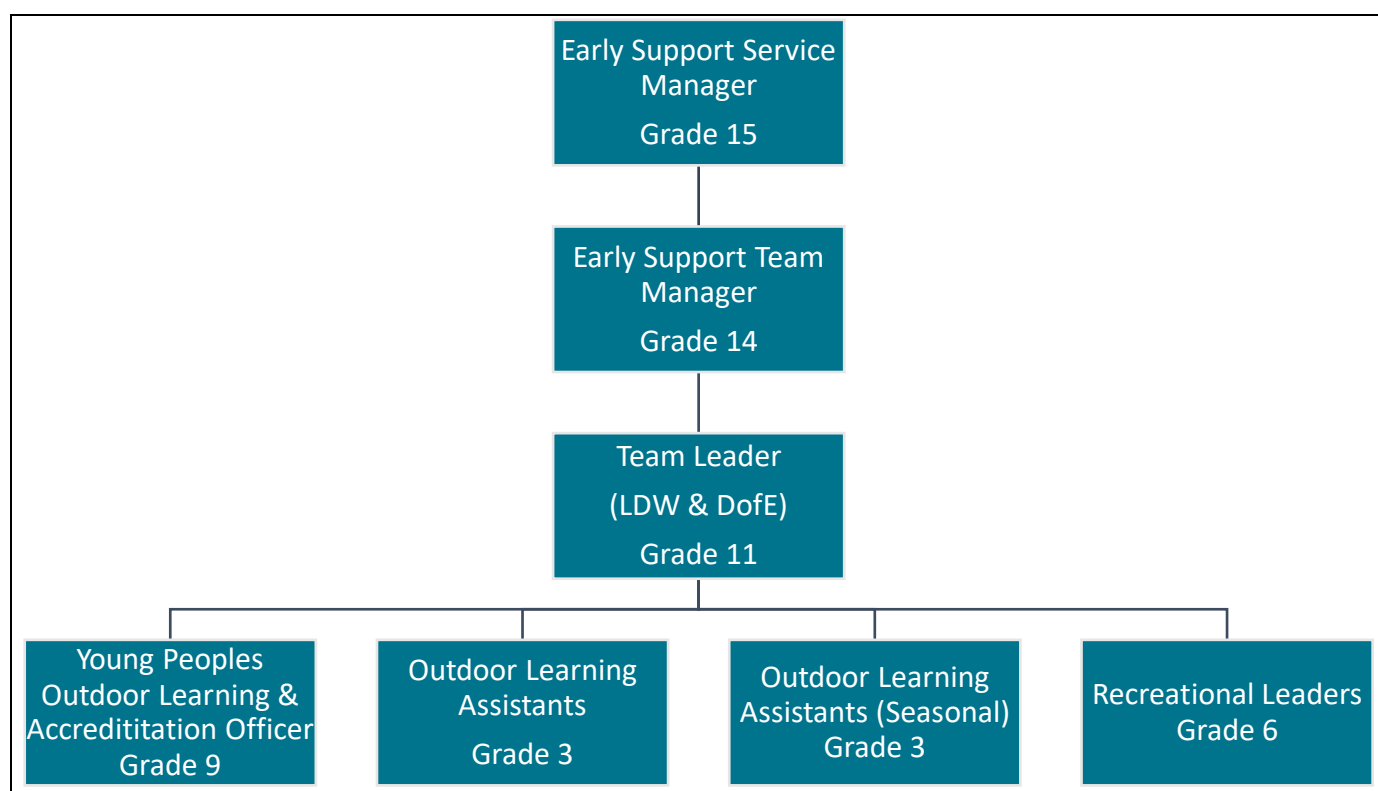 Early Support Service
Manager
Grade 15
Early Support Team
Manager
Grade 14
Team Leader
(LDW & DofE)
Grade 11
Young Peoples
Outdoor Learning &
Accredititation Officer
Grade 9
Outdoor Learning
Assistants
Grade 3
Outdoor Learning
Assistants (Seasonal)
Grade 3
Recreational Leaders
Grade 6